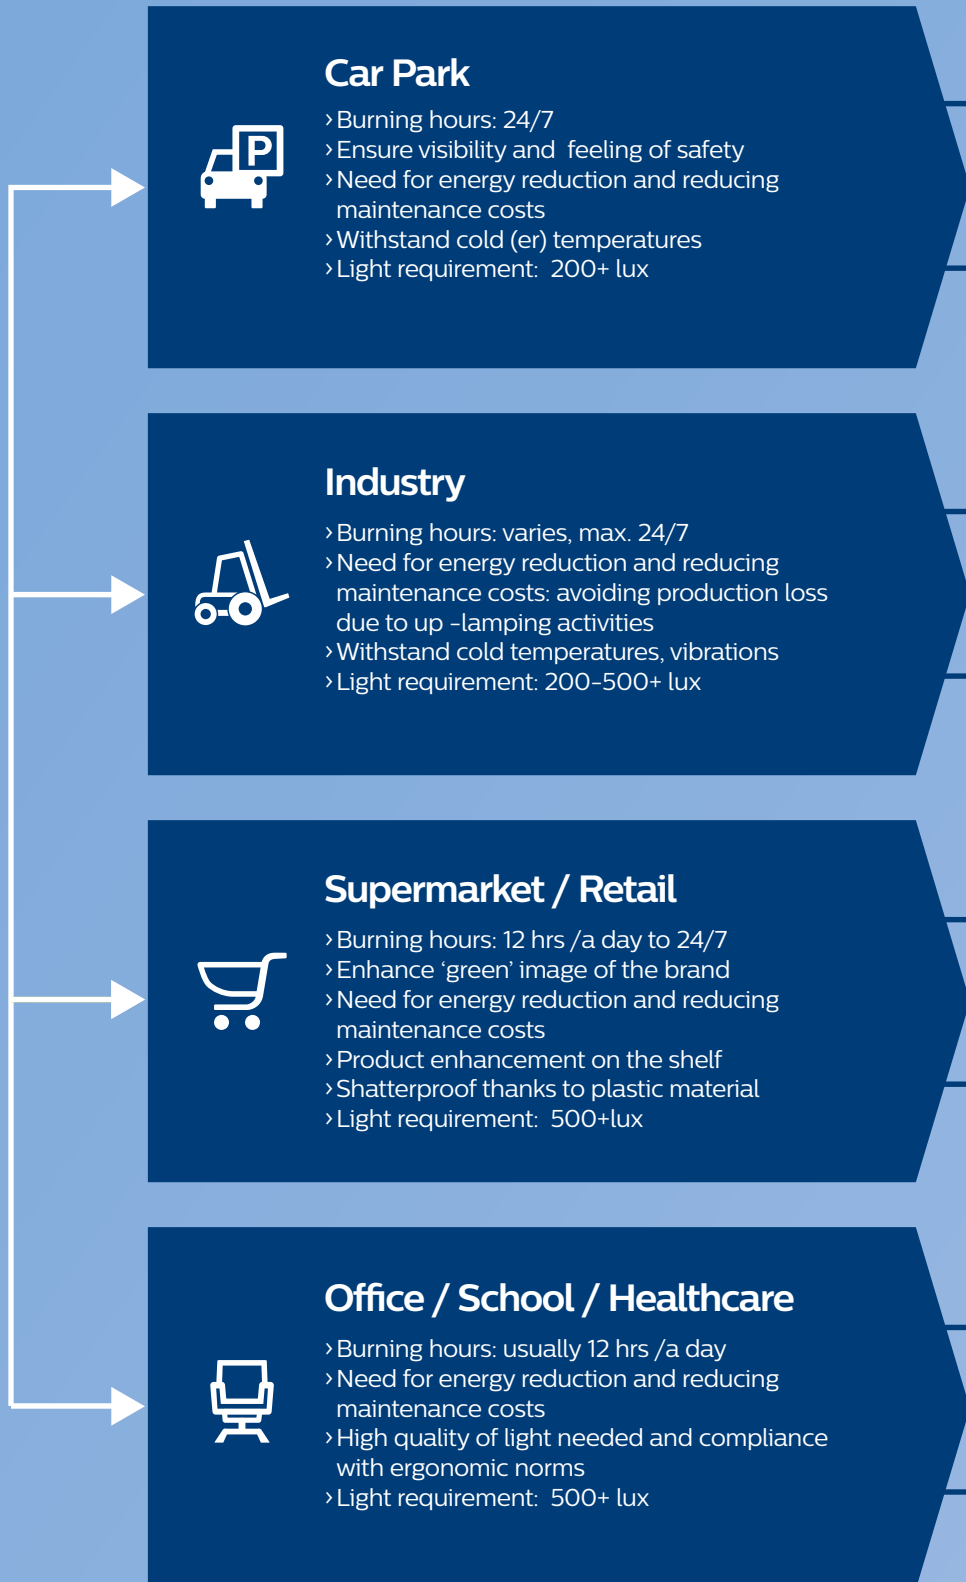 Car Park
› Burning hours: 24/7
› Ensure visibility and feeling of safety
› Need for energy reduction and reducing
maintenance costs
› Withstand cold (er) temperatures
› Light requirement: 200+ lux
P
Industry
› Burning hours: varies, max. 24/7
› Need for energy reduction and reducing
maintenance costs: avoiding production loss
due to up -lamping activities
› Withstand cold temperatures, vibrations
› Light requirement: 200-500+ lux
Supermarket / Retail
› Burning hours: 12 hrs /a day to 24/7
› Enhance ‘green’ image of the brand
› Need for energy reduction and reducing
maintenance costs
› Product enhancement on the shelf
› Shatterproof thanks to plastic material
› Light requirement: 500+lux
Office / School / Healthcare
› Burning hours: usually 12 hrs /a day
› Need for energy reduction and reducing
maintenance costs
› High quality of light needed and compliance
with ergonomic norms
› Light requirement: 500+ lux